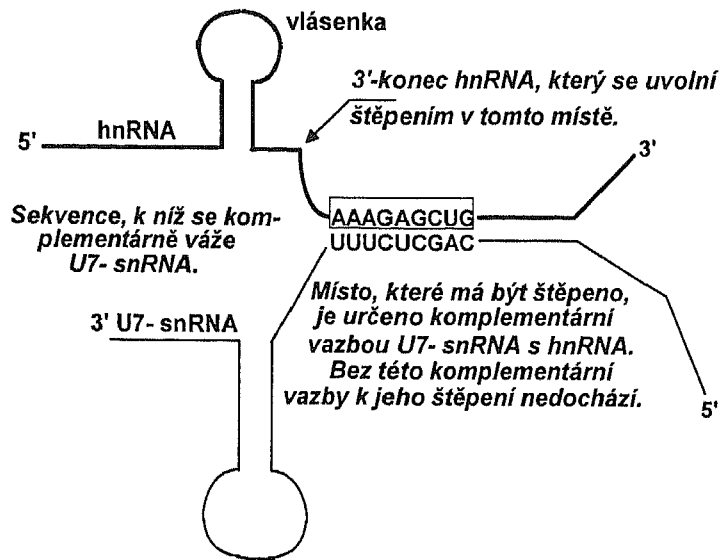 vlásenka
3'-konec hnRNA, který se uvolní
štěpením v tomto místě.
5'
hnRNA
3'
Sekvence, k níž se kom-
plementárně váže
U7- snRNA.
AAAGAGCUG
UUUCUCGAC
Místo, které má být štěpeno,
je určeno komplementární
vazbou U7- snRNA s hnRNA.
Bez této komplementární
vazby k jeho štěpení nedochází.
3' U7- snRNA
5'